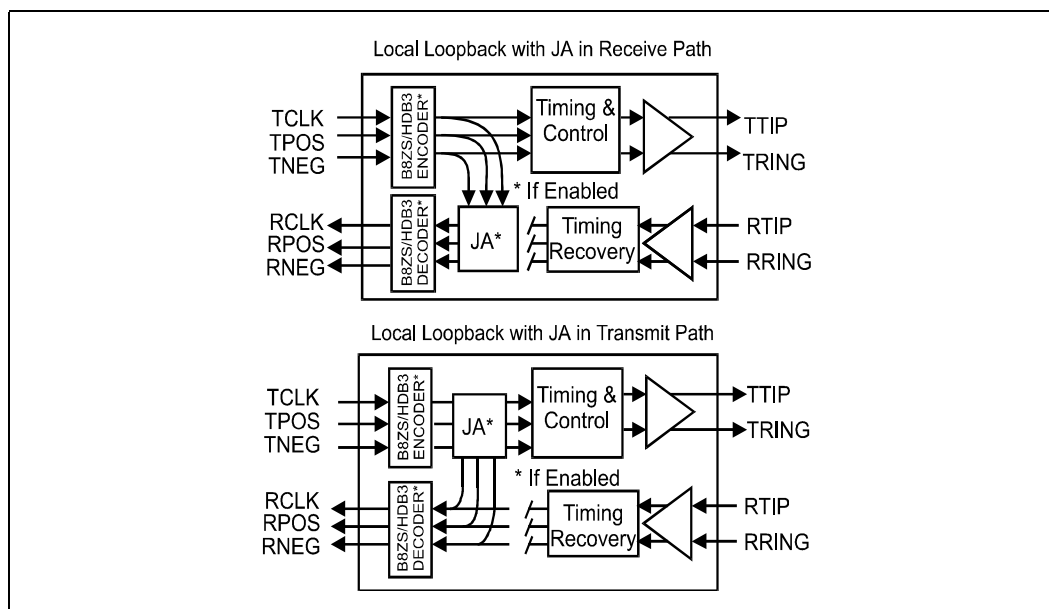 Local Loopback with JA in Receive Path
TCLK
TPOS
TNEG
B8ZS/HDB3
ENCODER*
Timing &
Control
TTIP
TRING
* If Enabled
RCLK
RPOS
RNEG
B8ZS/HDB3
DECODER*
JA*
Timing
Recovery
RTIP
RRING
Local Loopback with JA in Transmit Path
TCLK
TPOS
TNEG
B8ZS/HDB3
ENCODER*
JA*
Timing &
Control
TTIP
TRING
* If Enabled
RCLK
RPOS
RNEG
B8ZS/HDB3
DECODER*
Timing
Recovery
RTIP
RRING